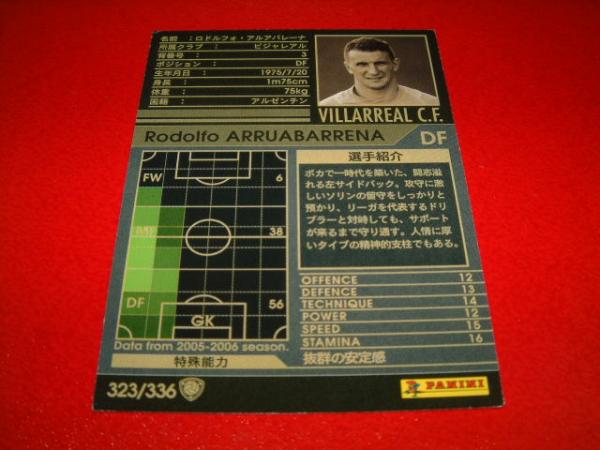 名前 : ロドルフォ・アルアバレーナ
所属クラブ : ビジャレアル
背番号 : 3
ポジション : DF
生年月日 : 1975/7/20
身長 : 1m75cm
体重 : 75kg
国籍 : アルゼンチン
VILLARREAL C.F.
Rodolfo ARRUABARRENA DF
FW 6
MF 38
DF 56
GK
Data from 2005-2006 season.
特殊能力
選手紹介
ボカで一時代を築いた、闘志溢
れる左サイドバック。攻守に激
しいソリンの留守をしっかりと
預かり、リーガを代表するドリ
ブラーと対峙しても、サポート
が来るまで守り通す。人情に厚
いタイプの精神的支柱でもある。
OFFENCE 12
DEFENCE 13
TECHNIQUE 14
POWER 12
SPEED 15
STAMINA 16
抜群の安定感
323/336
PANINI